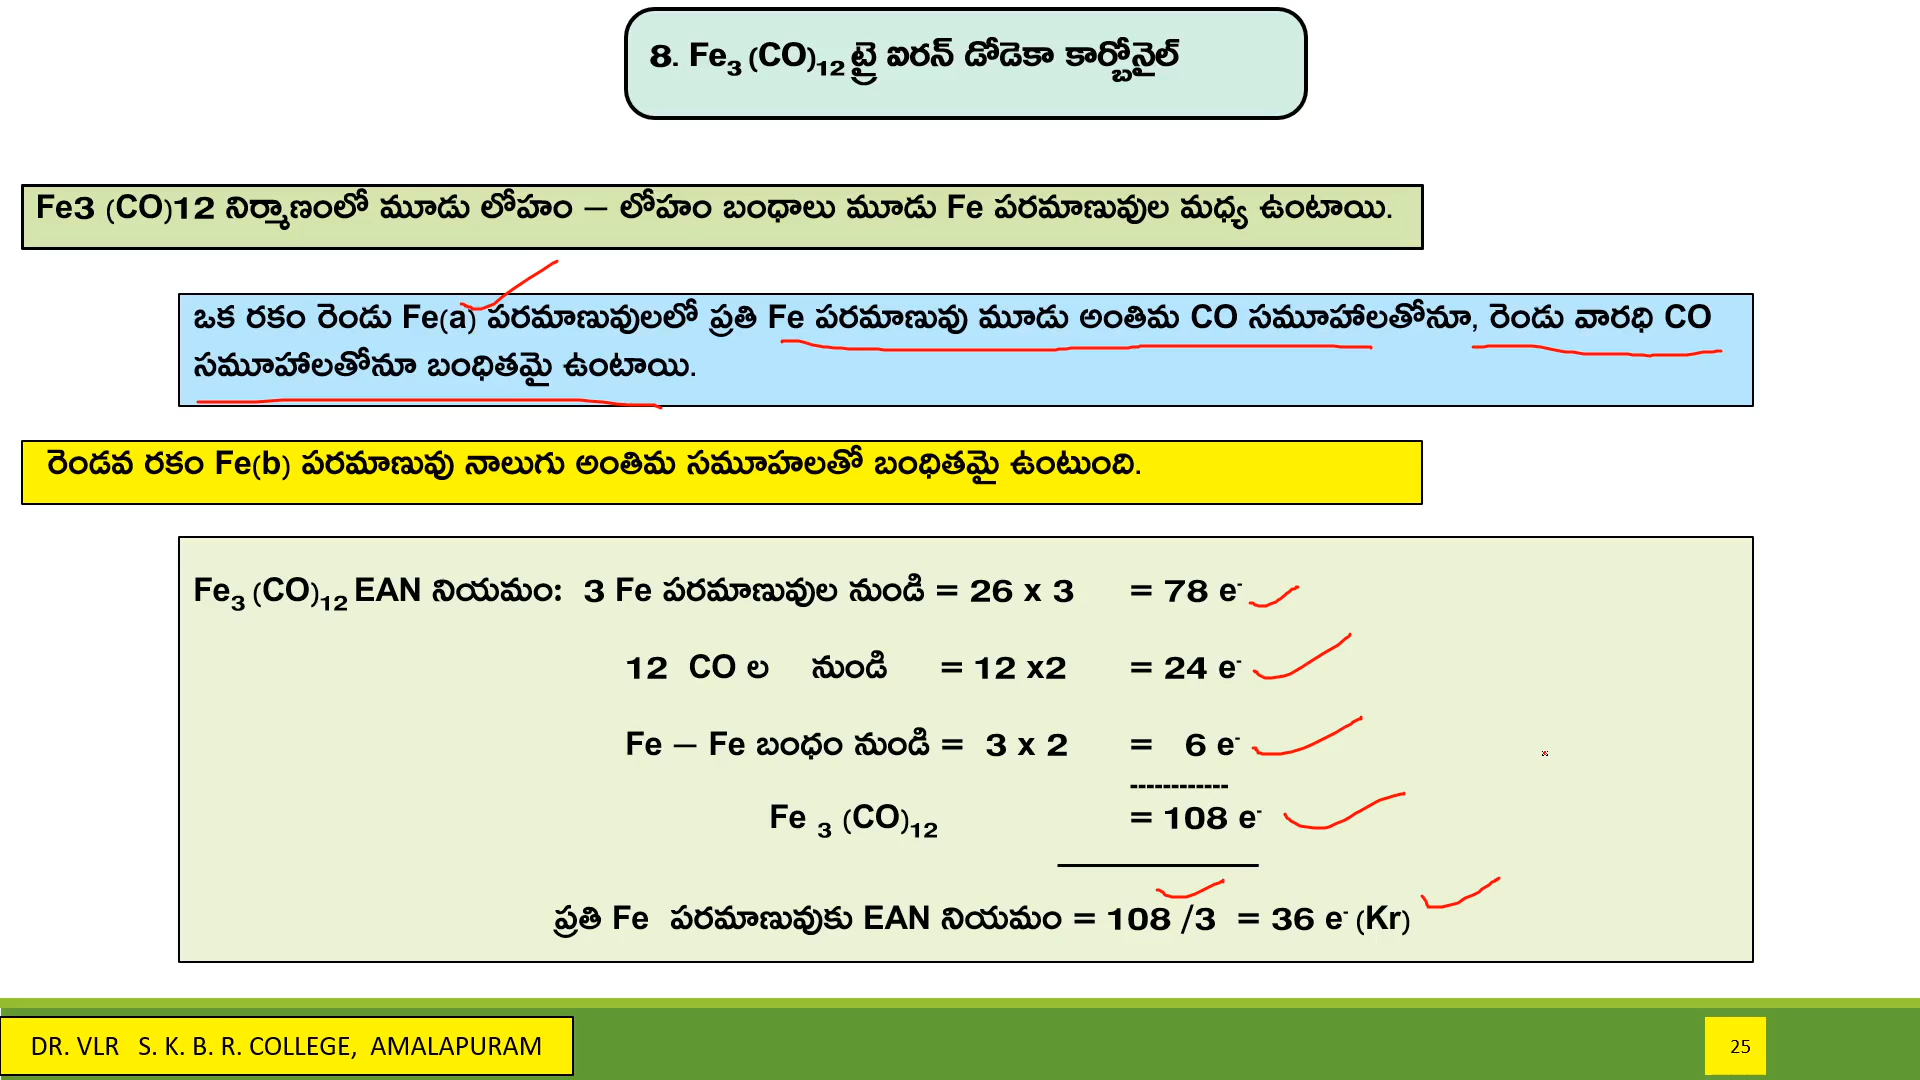 8. Fe3 (CO)12 ట్రై ఐరన్ డోడెకా కార్బోనైల్
Fe3 (CO)12 నిర్మాణంలో మూడు లోహం – లోహం బంధాలు మూడు Fe పరమాణువుల మధ్య ఉంటాయి.
ఒక రకం రెండు Fe(a) పరమాణువులలో ప్రతి Fe పరమాణువు మూడు అంతిమ CO సమూహాలతోనూ, రెండు వారధి CO
సమూహాలతోనూ బంధితమై ఉంటాయి.
రెండవ రకం Fe(b) పరమాణువు నాలుగు అంతిమ సమూహలతో బంధితమై ఉంటుంది.
Fe3 (CO)12 EAN నియమం: 3 Fe పరమాణువుల నుండి = 26 x 3 = 78 e-
12 CO ల నుండి = 12 x2 = 24 e-
Fe – Fe బంధం నుండి = 3 x 2 = 6 e-
------------
Fe 3 (CO)12 = 108 e-
ప్రతి Fe పరమాణువుకు EAN నియమం = 108 /3 = 36 e- (Kr)
DR. VLR S. K. B. R. COLLEGE, AMALAPURAM
25